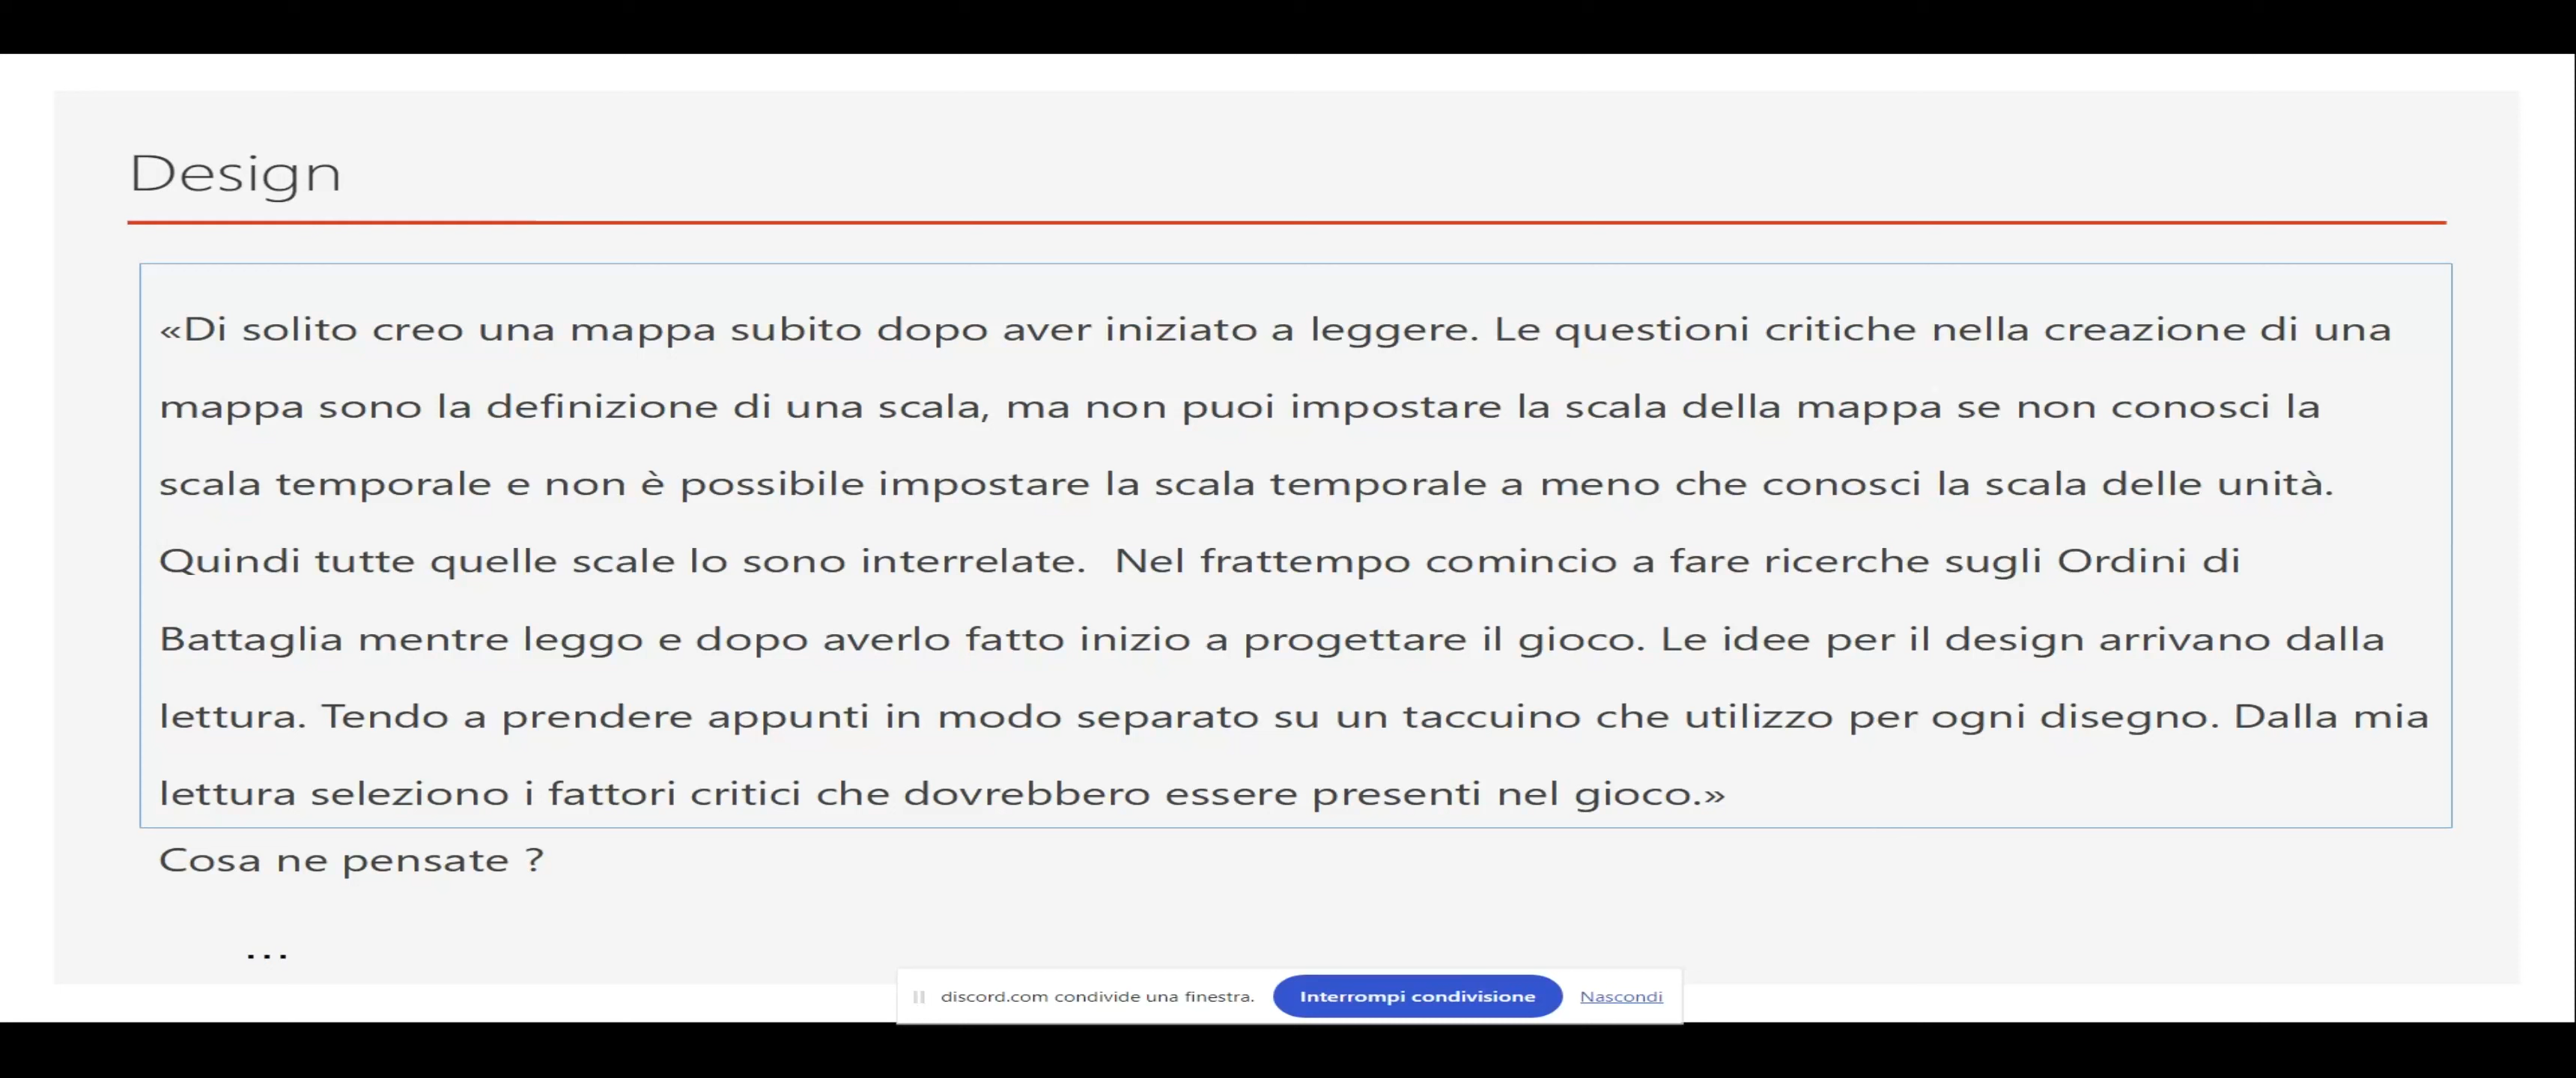 Design
«Di solito creo una mappa subito dopo aver iniziato a leggere. Le questioni critiche nella creazione di una
mappa sono la definizione di una scala, ma non puoi impostare la scala della mappa se non conosci la
scala temporale e non è possibile impostare la scala temporale a meno che conosci la scala delle unità.
Quindi tutte quelle scale lo sono interrelate.  Nel frattempo comincio a fare ricerche sugli Ordini di
Battaglia mentre leggo e dopo averlo fatto inizio a progettare il gioco. Le idee per il design arrivano dalla
lettura. Tendo a prendere appunti in modo separato su un taccuino che utilizzo per ogni disegno. Dalla mia
lettura seleziono i fattori critici che dovrebbero essere presenti nel gioco.»
Cosa ne pensate ?
...
discord.com condivide una finestra. Interrompi condivisione Nascondi